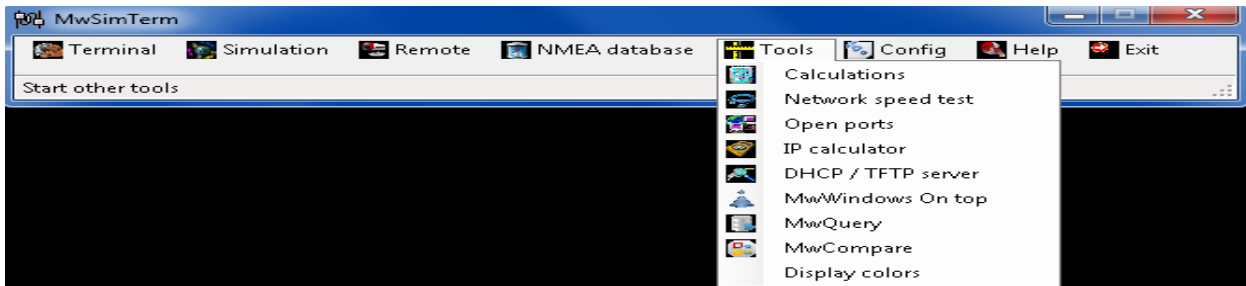 MwSimTerm
Terminal Simulation Remote NMEA database Tools Config Help Exit
Start other tools
Calculations
Network speed test
Open ports
IP calculator
DHCP / TFTP server
MwWindows On top
MwQuery
MwCompare
Display colors